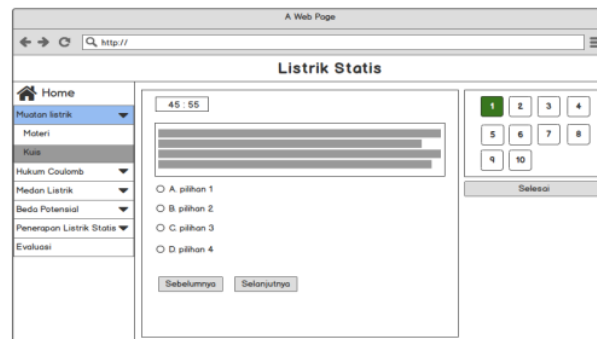 A Web Page
http://
Listrik Statis
Home
Muatan listrik
Materi
Kuis
Hukum Coulomb
Medan Listrik
Beda Potensial
Penerapan Listrik Statis
Evaluasi
45 : 55
A. pilihan 1
B. pilihan 2
C. pilihan 3
D. pilihan 4
Sebelumnya Selanjutnya
1 2 3 4
5 6 7 8
9 10
Selesai